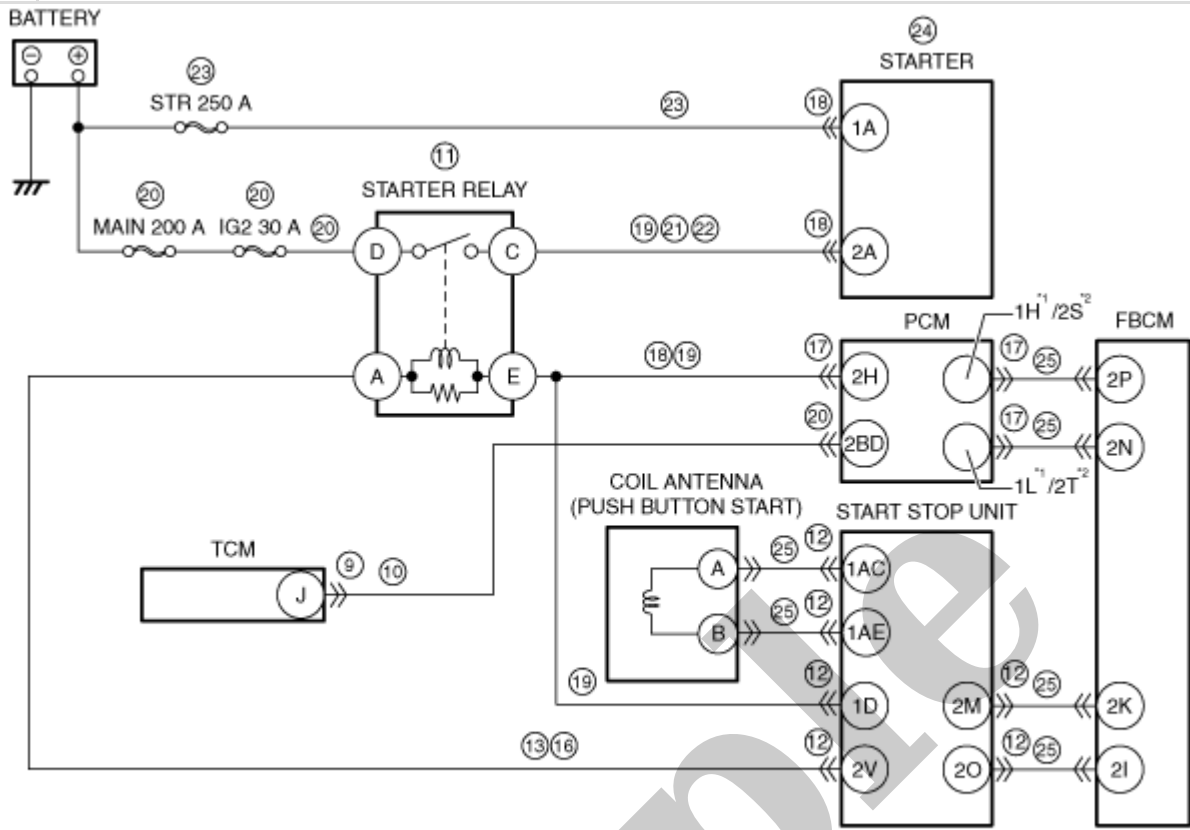 BATTERY
24
STARTER
23
STR 250 A
23
18
1A
11
STARTER RELAY
20
20
MAIN 200 A
IG2 30 A
20
D
C
19 21 22
18
2A
PCM
1H*1/2S*2
FBCM
A
E
18 19
17
2H
17
25
2P
20
2BD
17
25
2N
1L*1/2T*2
COIL ANTENNA
(PUSH BUTTON START)
START STOP UNIT
TCM
J
9
10
A
25
12
1AC
B
25
12
1AE
19
12
1D
2M
12
25
2K
13 16
12
2V
2O
12
25
2I
ple